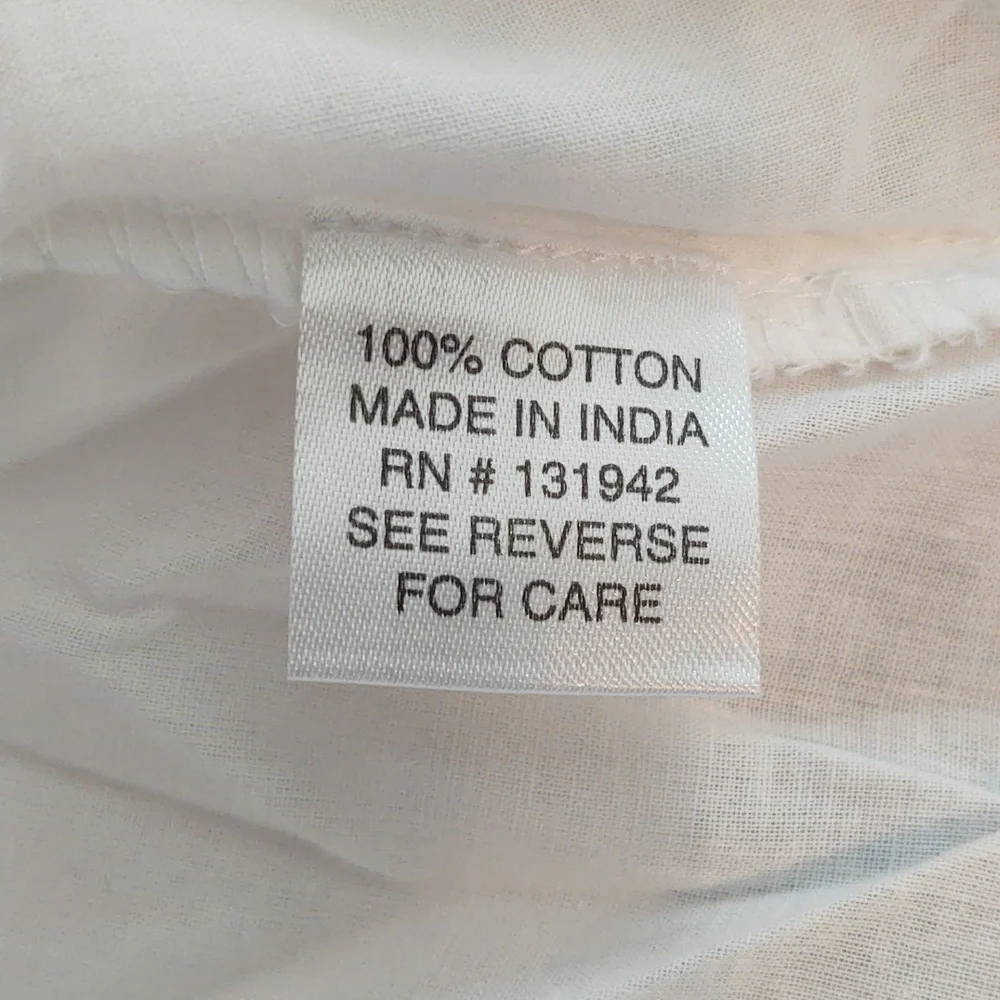 100% COTTON
MADE IN INDIA
RN # 131942
SEE REVERSE
FOR CARE